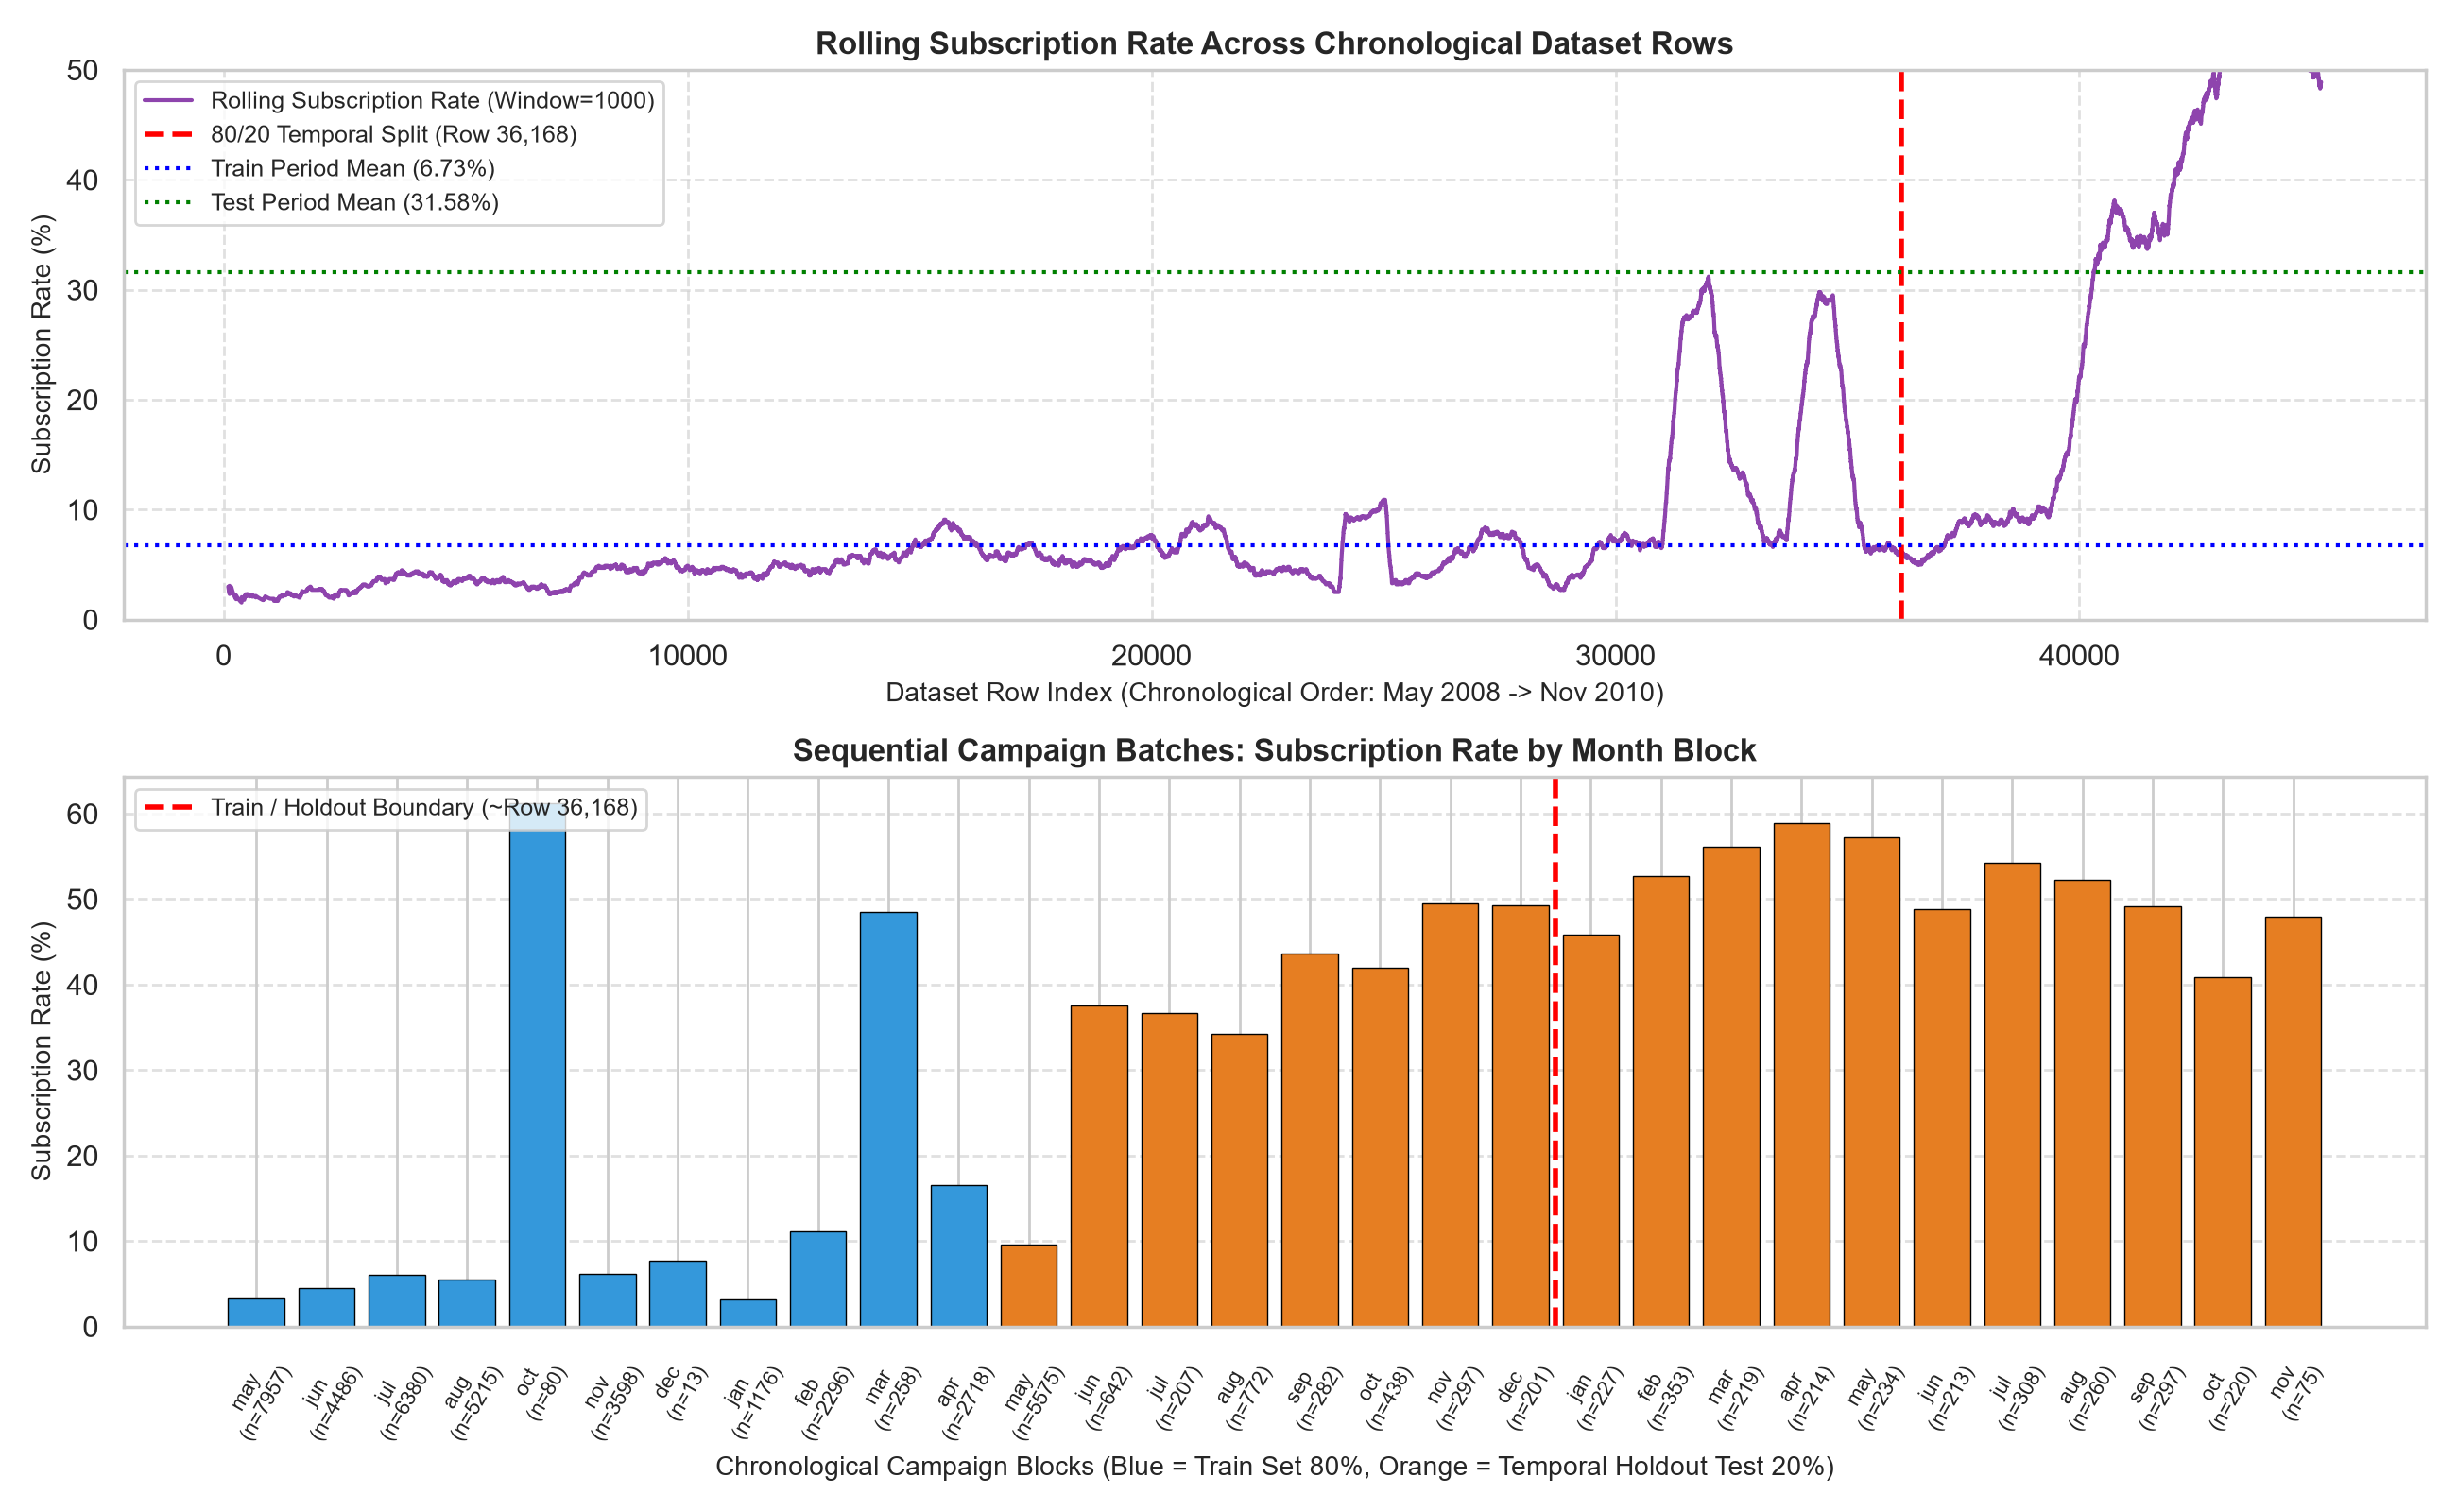 Rolling Subscription Rate Across Chronological Dataset Rows
Subscription Rate (%)
50
40
30
20
10
0
Rolling Subscription Rate (Window=1000)
80/20 Temporal Split (Row 36,168)
Train Period Mean (6.73%)
Test Period Mean (31.58%)
0
10000
20000
30000
40000
Dataset Row Index (Chronological Order: May 2008 -> Nov 2010)
Sequential Campaign Batches: Subscription Rate by Month Block
Subscription Rate (%)
60
50
40
30
20
10
0
Train / Holdout Boundary (~Row 36,168)
may
(n=7957)
jun
(n=4486)
jul
(n=6380)
aug
(n=5215)
oct
(n=80)
nov
(n=3598)
dec
(n=13)
jan
(n=1176)
feb
(n=2296)
mar
(n=258)
apr
(n=2718)
may
(n=5575)
jun
(n=642)
jul
(n=207)
aug
(n=772)
sep
(n=282)
oct
(n=438)
nov
(n=297)
dec
(n=201)
jan
(n=227)
feb
(n=353)
mar
(n=219)
apr
(n=214)
may
(n=234)
jun
(n=213)
jul
(n=308)
aug
(n=260)
sep
(n=297)
oct
(n=220)
nov
(n=75)
Chronological Campaign Blocks (Blue = Train Set 80%, Orange = Temporal Holdout Test 20%)